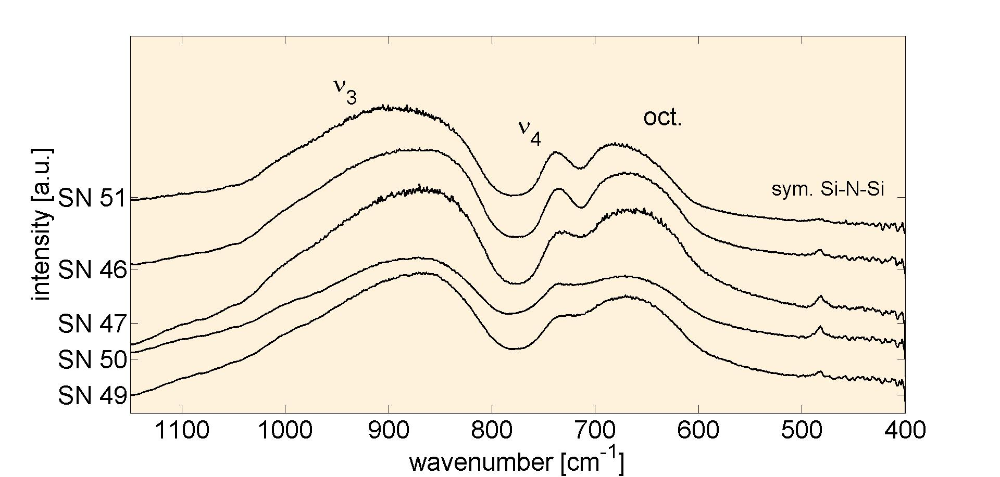 ν3
ν4
oct.
sym. Si-N-Si
intensity [a.u.]
SN 51
SN 46
SN 47
SN 50
SN 49
1100 1000 900 800 700 600 500 400
wavenumber [cm-1]